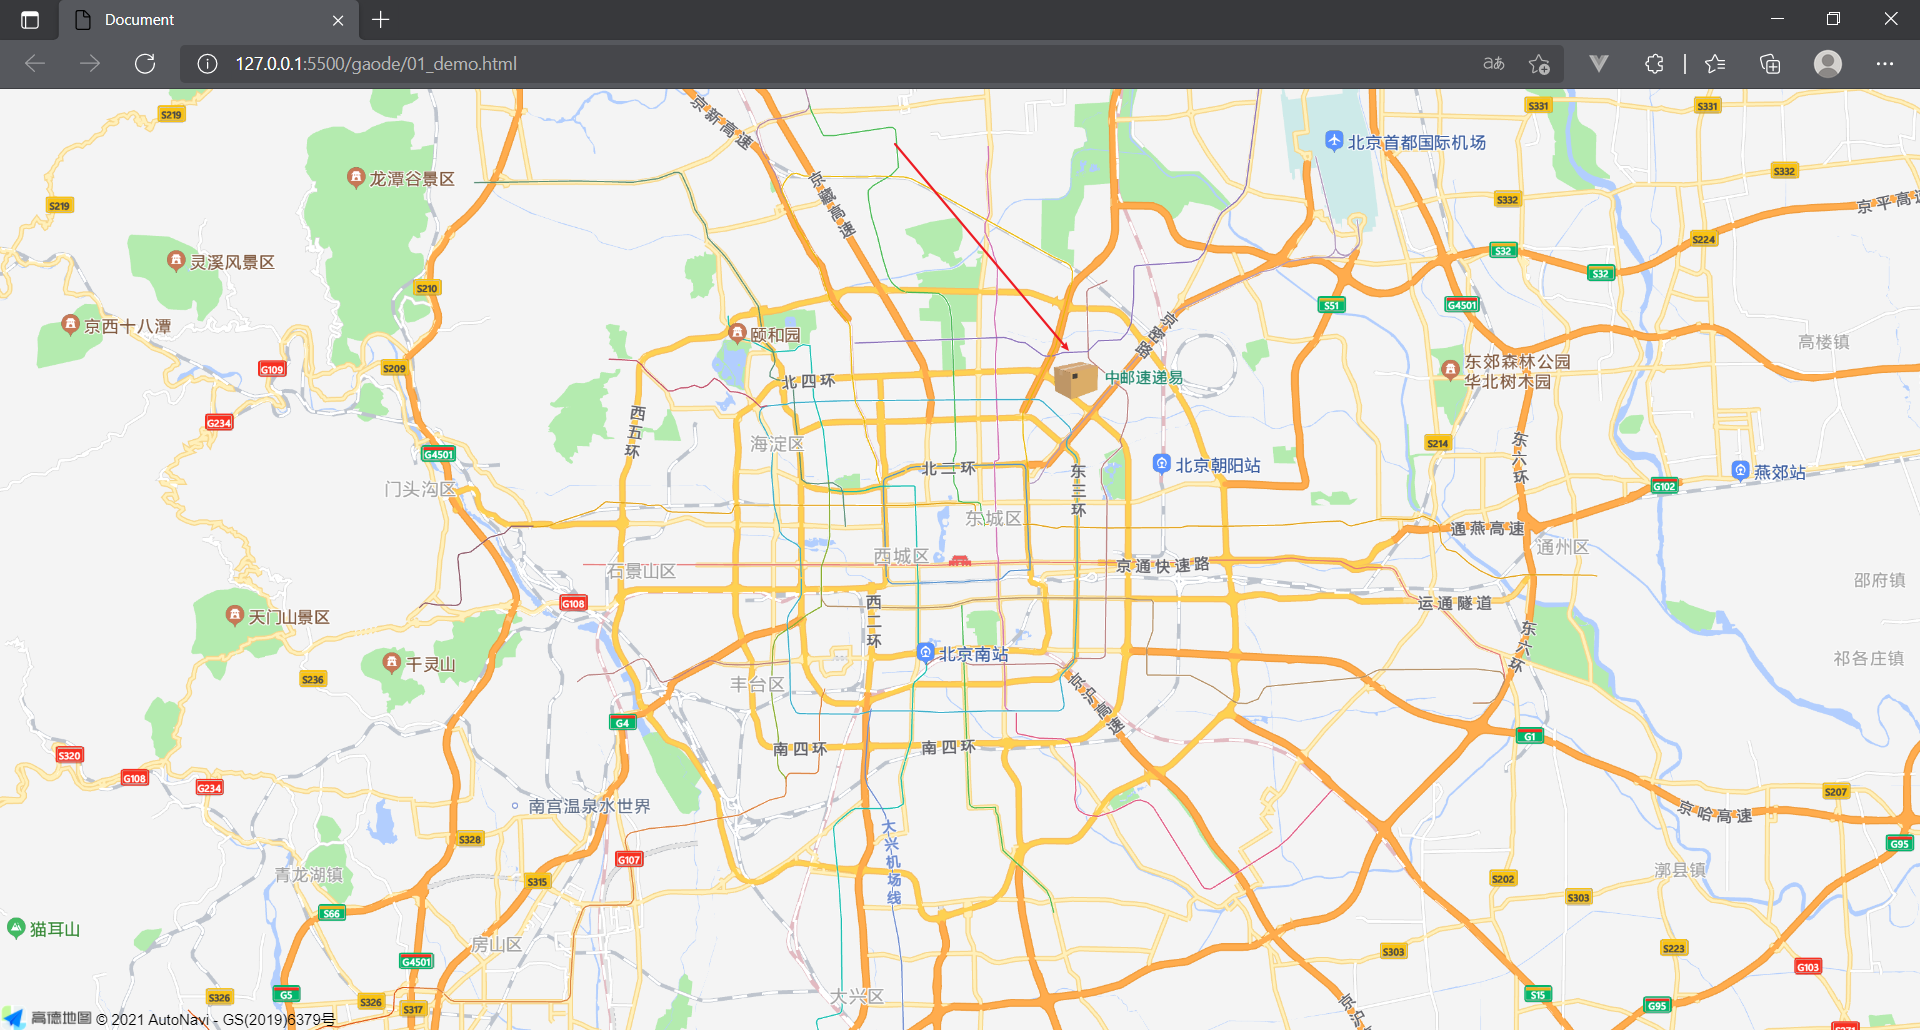 Document
127.0.0.1:5500/gaode/01_demo.html
aあ
S219
京新高速
S331
S331
北京首都国际机场
龙潭谷景区
京藏高速
S332
S332
S219
京平高速
S224
灵溪风景区
S32
S32
S210
S51
G4501
京西十八潭
颐和园
京密路
高楼镇
G109
S209
东郊森林公园
华北树木园
北四环
中邮速递易
G234
西五环
海淀区
G4501
S214
东六环
北二环
东三环
北京朝阳站
燕郊站
门头沟区
G102
东城区
通燕高速
通州区
西城区
京通快速路
石景山区
邵府镇
G108
西二环
运通隧道
天门山景区
东六环
北京南站
千灵山
祁各庄镇
S236
丰台区
京沪高速
G4
G1
南四环
南四环
S320
G108
G234
南宫温泉水世界
S207
京哈高速
S328
大兴机场线
G95
G107
青龙湖镇
S315
漷县镇
S202
S303
S66
猫耳山
房山区
S303
S223
G4501
G103
S326
G5
S326
S317
大兴区
S15
G95
京沪
高德地图 © 2021 AutoNavi - GS(2019)6379号